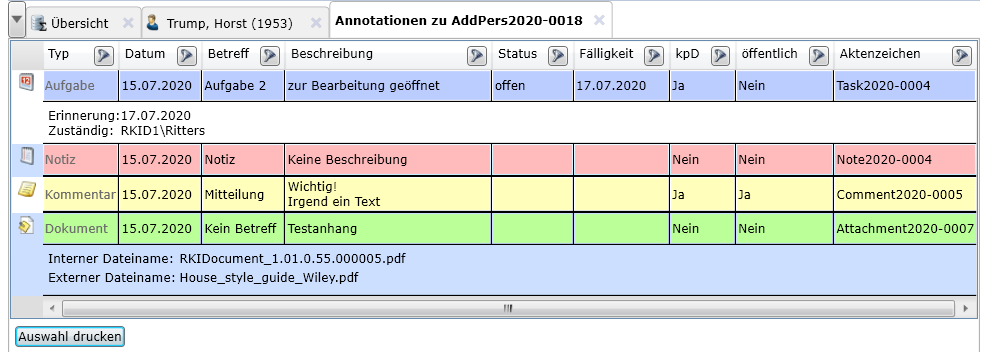 Übersicht Trump, Horst (1953) Annotationen zu AddPers2020-0018
Typ Datum Betreff Beschreibung Status Fälligkeit kpD öffentlich Aktenzeichen
Aufgabe 15.07.2020 Aufgabe 2 zur Bearbeitung geöffnet offen 17.07.2020 Ja Nein Task2020-0004
Erinnerung:17.07.2020
Zuständig: RKID1\Ritters
Notiz 15.07.2020 Notiz Keine Beschreibung Nein Nein Note2020-0004
Kommentar 15.07.2020 Mitteilung Wichtig! Ja Ja Comment2020-0005
Irgend ein Text
Dokument 15.07.2020 Kein Betreff Testanhang Nein Nein Attachment2020-0007
Interner Dateiname: RKIDocument_1.01.0.55.000005.pdf
Externer Dateiname: House_style_guide_Wiley.pdf
Auswahl drucken